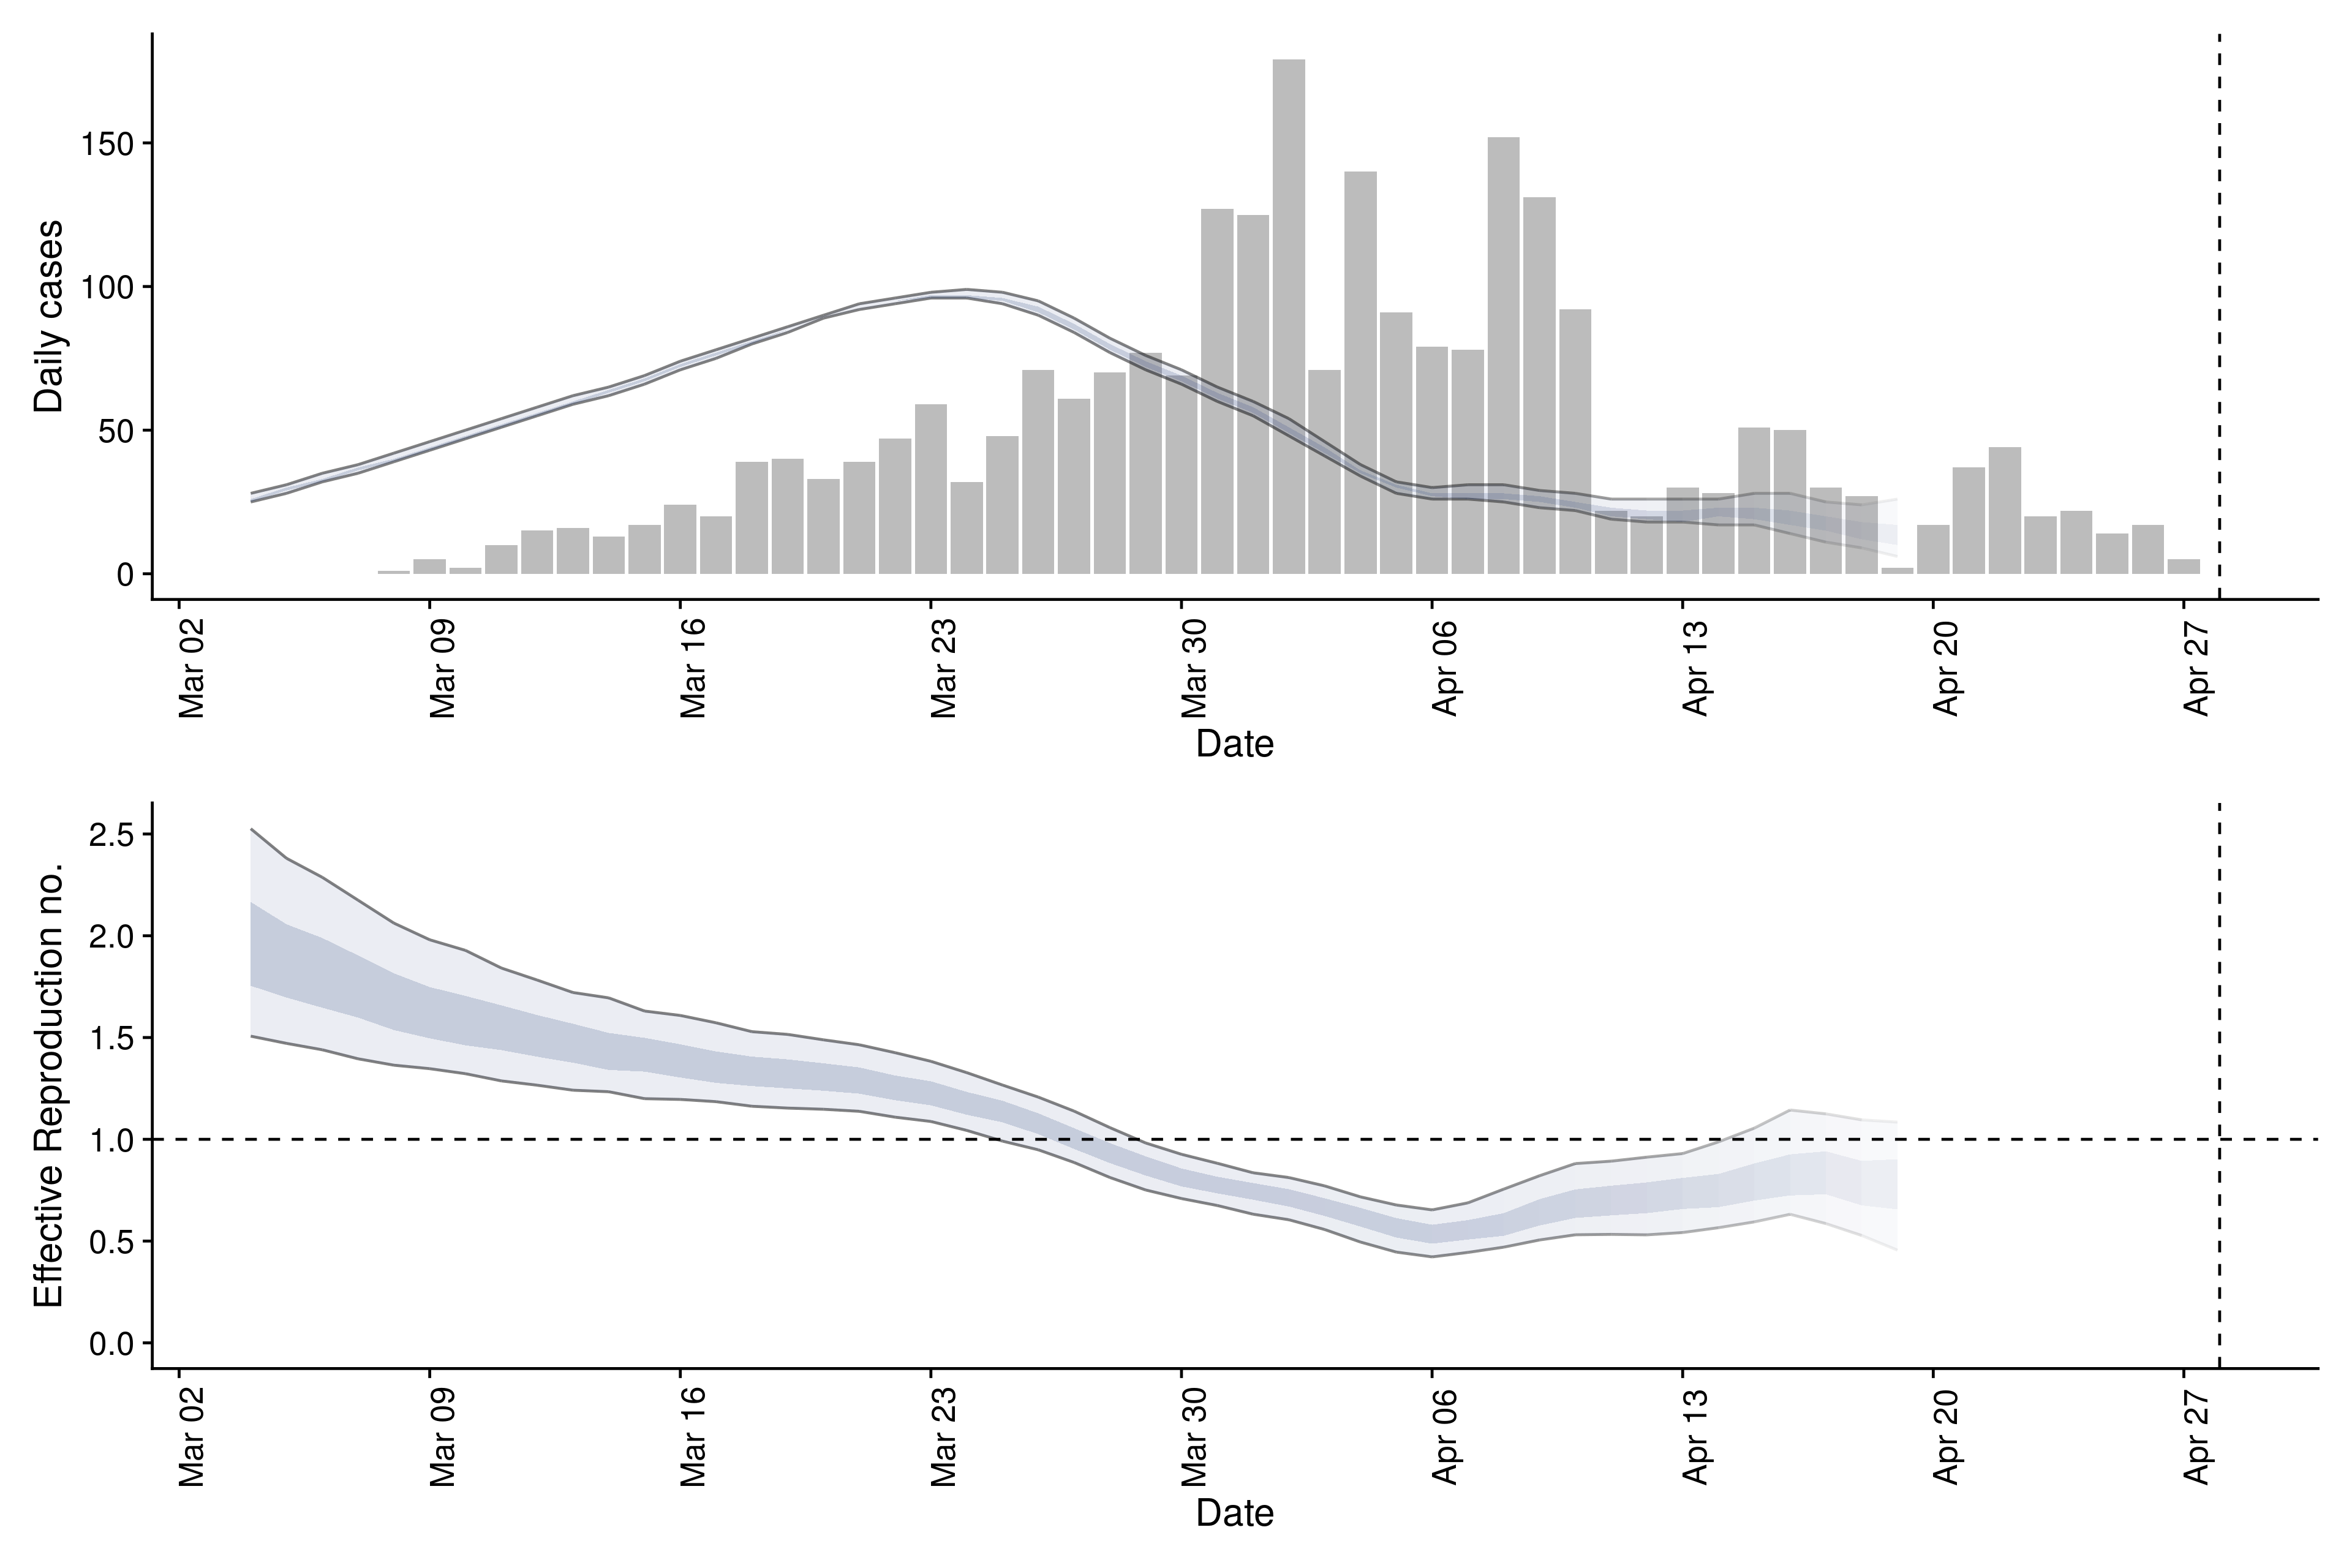 Daily cases
150
100
50
0
Mar 02
Mar 09
Mar 16
Mar 23
Mar 30
Apr 06
Apr 13
Apr 20
Apr 27
Date
Effective Reproduction no.
2.5
2.0
1.5
1.0
0.5
0.0
Mar 02
Mar 09
Mar 16
Mar 23
Mar 30
Apr 06
Apr 13
Apr 20
Apr 27
Date